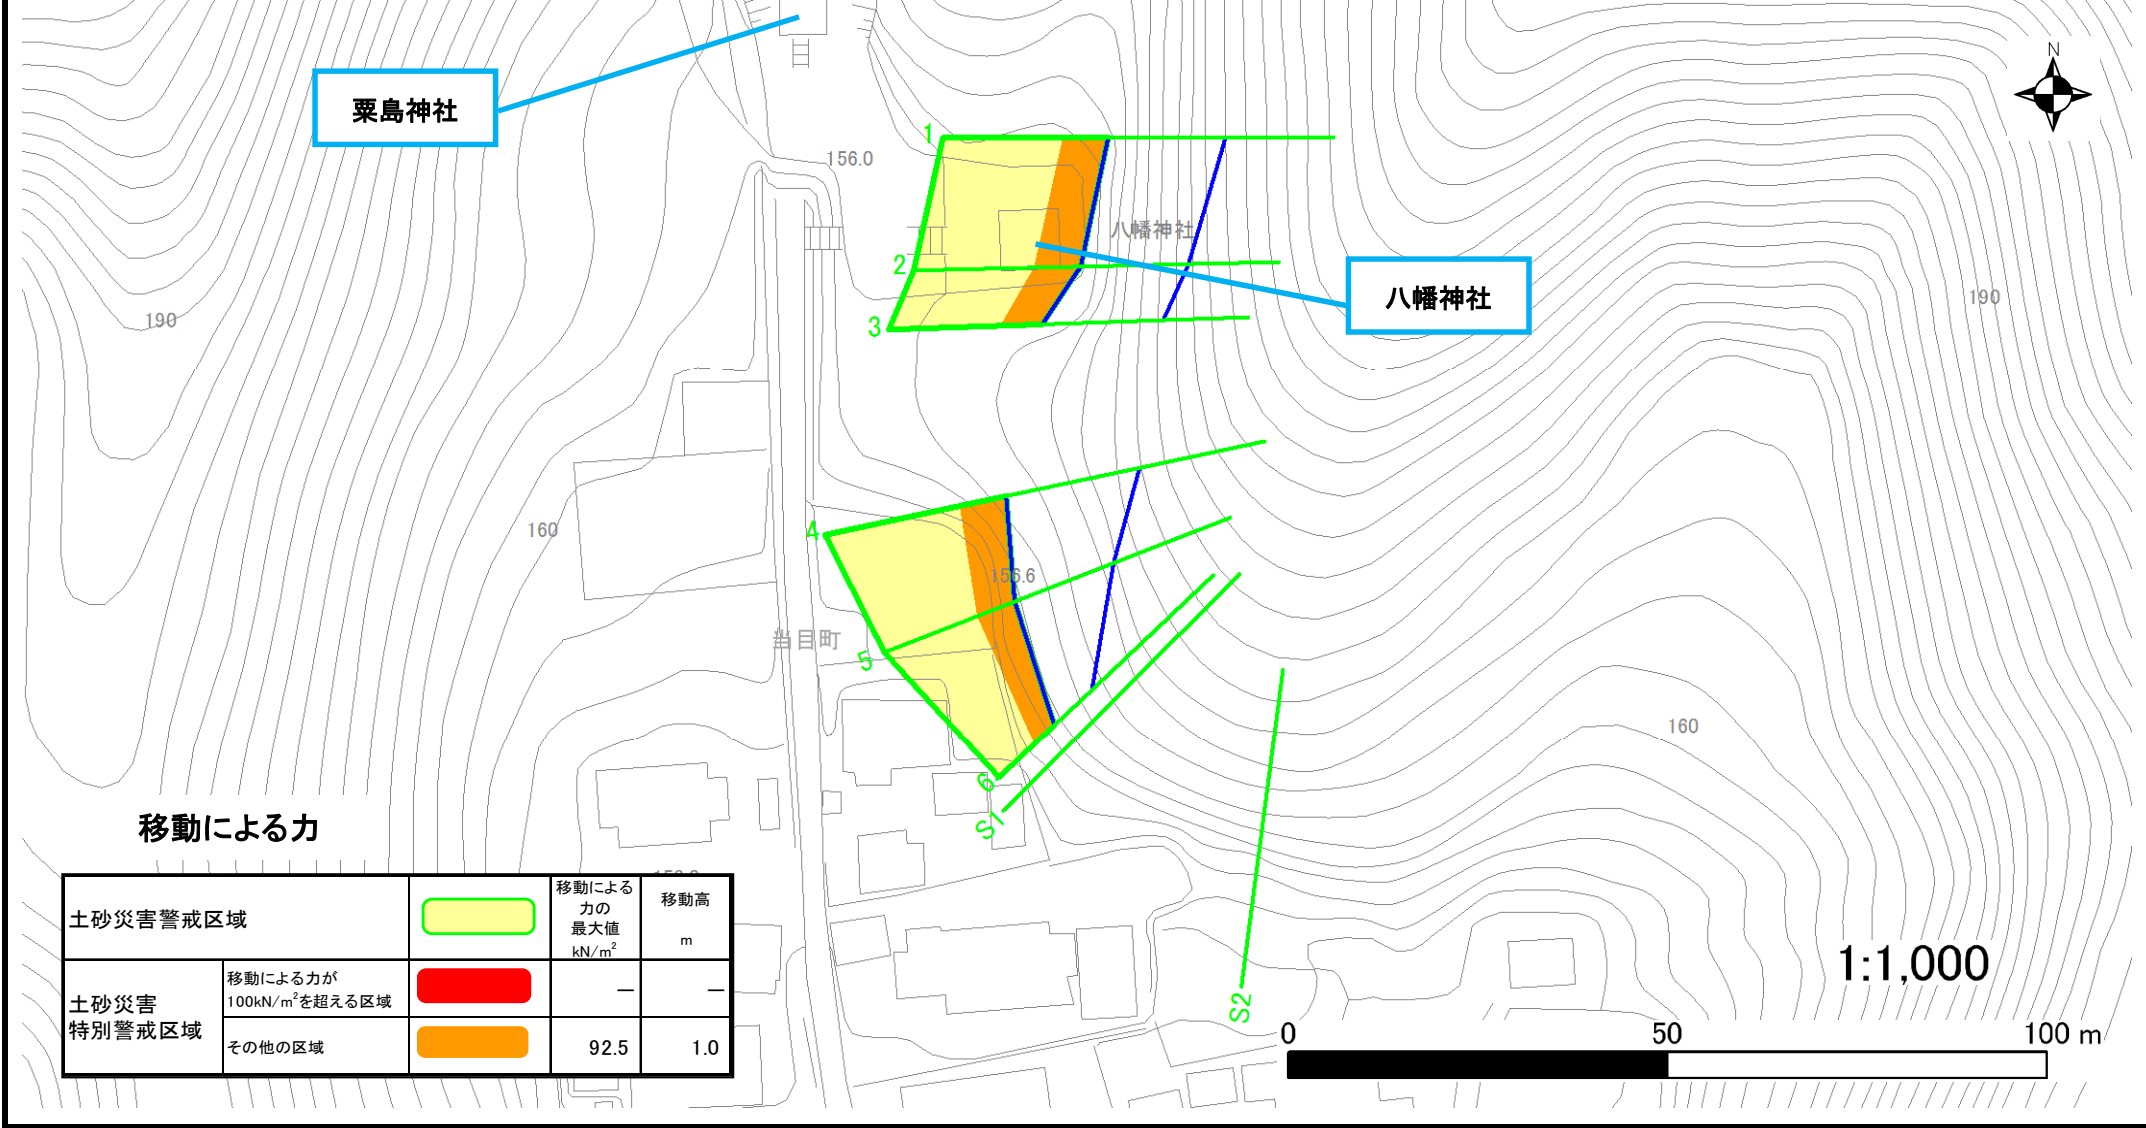 粟島神社
N
1
156.0
八幡神社
2
八幡神社
190
190
3
4
160
156.6
当目町
5
160
6
S1
移動による力
移動による
力の
最大値
kN/m²
移動高
m
土砂災害警戒区域
土砂災害
特別警戒区域
移動による力が
100kN/m²を超える区域
—
—
その他の区域
92.5
1.0
S2
1:1,000
0
50
100 m